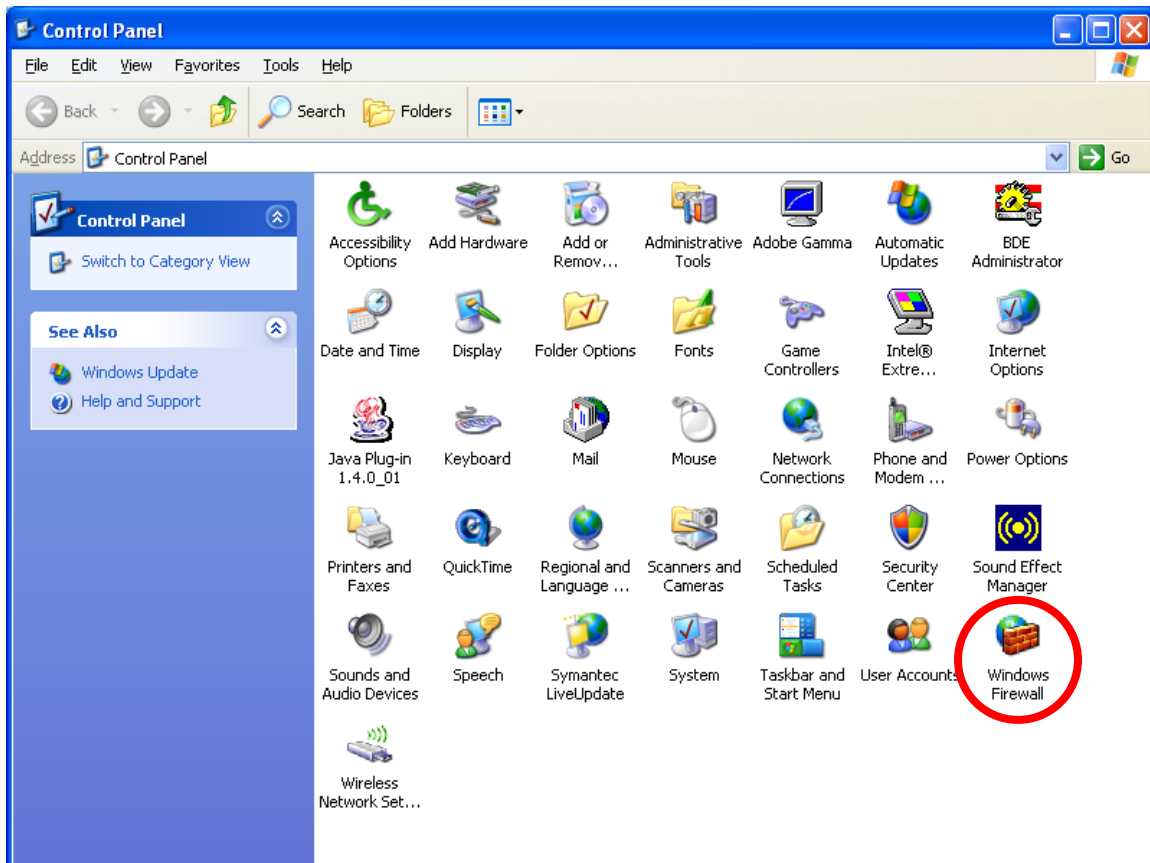 Control Panel
File Edit View Favorites Tools Help
Back Search Folders
Address Control Panel Go
Control Panel
Switch to Category View
See Also
Windows Update
Help and Support
Accessibility Options
Add Hardware
Add or Remov...
Administrative Tools
Adobe Gamma
Automatic Updates
BDE Administrator
Date and Time
Display
Folder Options
Fonts
Game Controllers
Intel® Extre...
Internet Options
Java Plug-in 1.4.0_01
Keyboard
Mail
Mouse
Network Connections
Phone and Modem ...
Power Options
Printers and Faxes
QuickTime
Regional and Language ...
Scanners and Cameras
Scheduled Tasks
Security Center
Sound Effect Manager
Sounds and Audio Devices
Speech
Symantec LiveUpdate
System
Taskbar and Start Menu
User Accounts
Windows Firewall
Wireless Network Set...